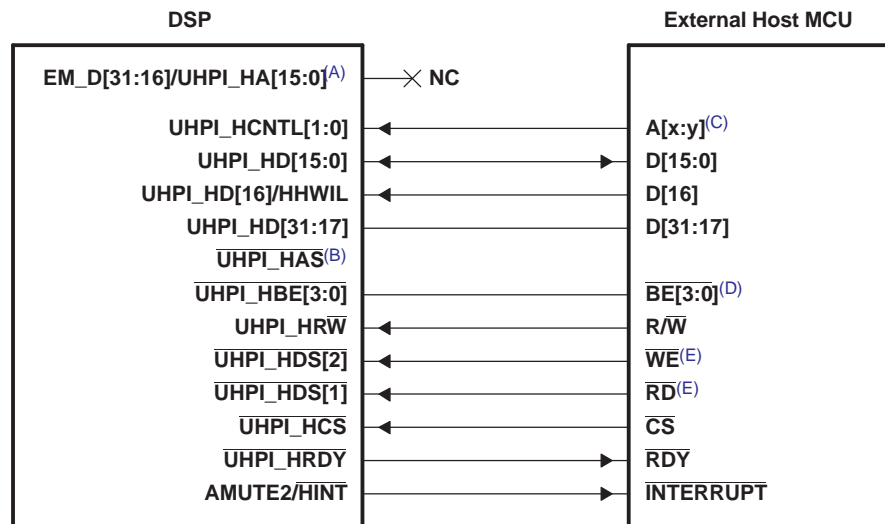 DSP External Host MCU
EM_D[31:16]/UHPI_HA[15:0](A) NC
UHPI_HCNTL[1:0] A[x:y](C)
UHPI_HD[15:0] D[15:0]
UHPI_HD[16]/HHWIL D[16]
UHPI_HD[31:17] D[31:17]
UHPI_HAS(B)
UHPI_HBE[3:0] BE[3:0](D)
UHPI_HRW R/W
UHPI_HDS[2] WE(E)
UHPI_HDS[1] RD(E)
UHPI_HCS CS
UHPI_HRDY RDY
AMUTE2/HINT INTERRUPT